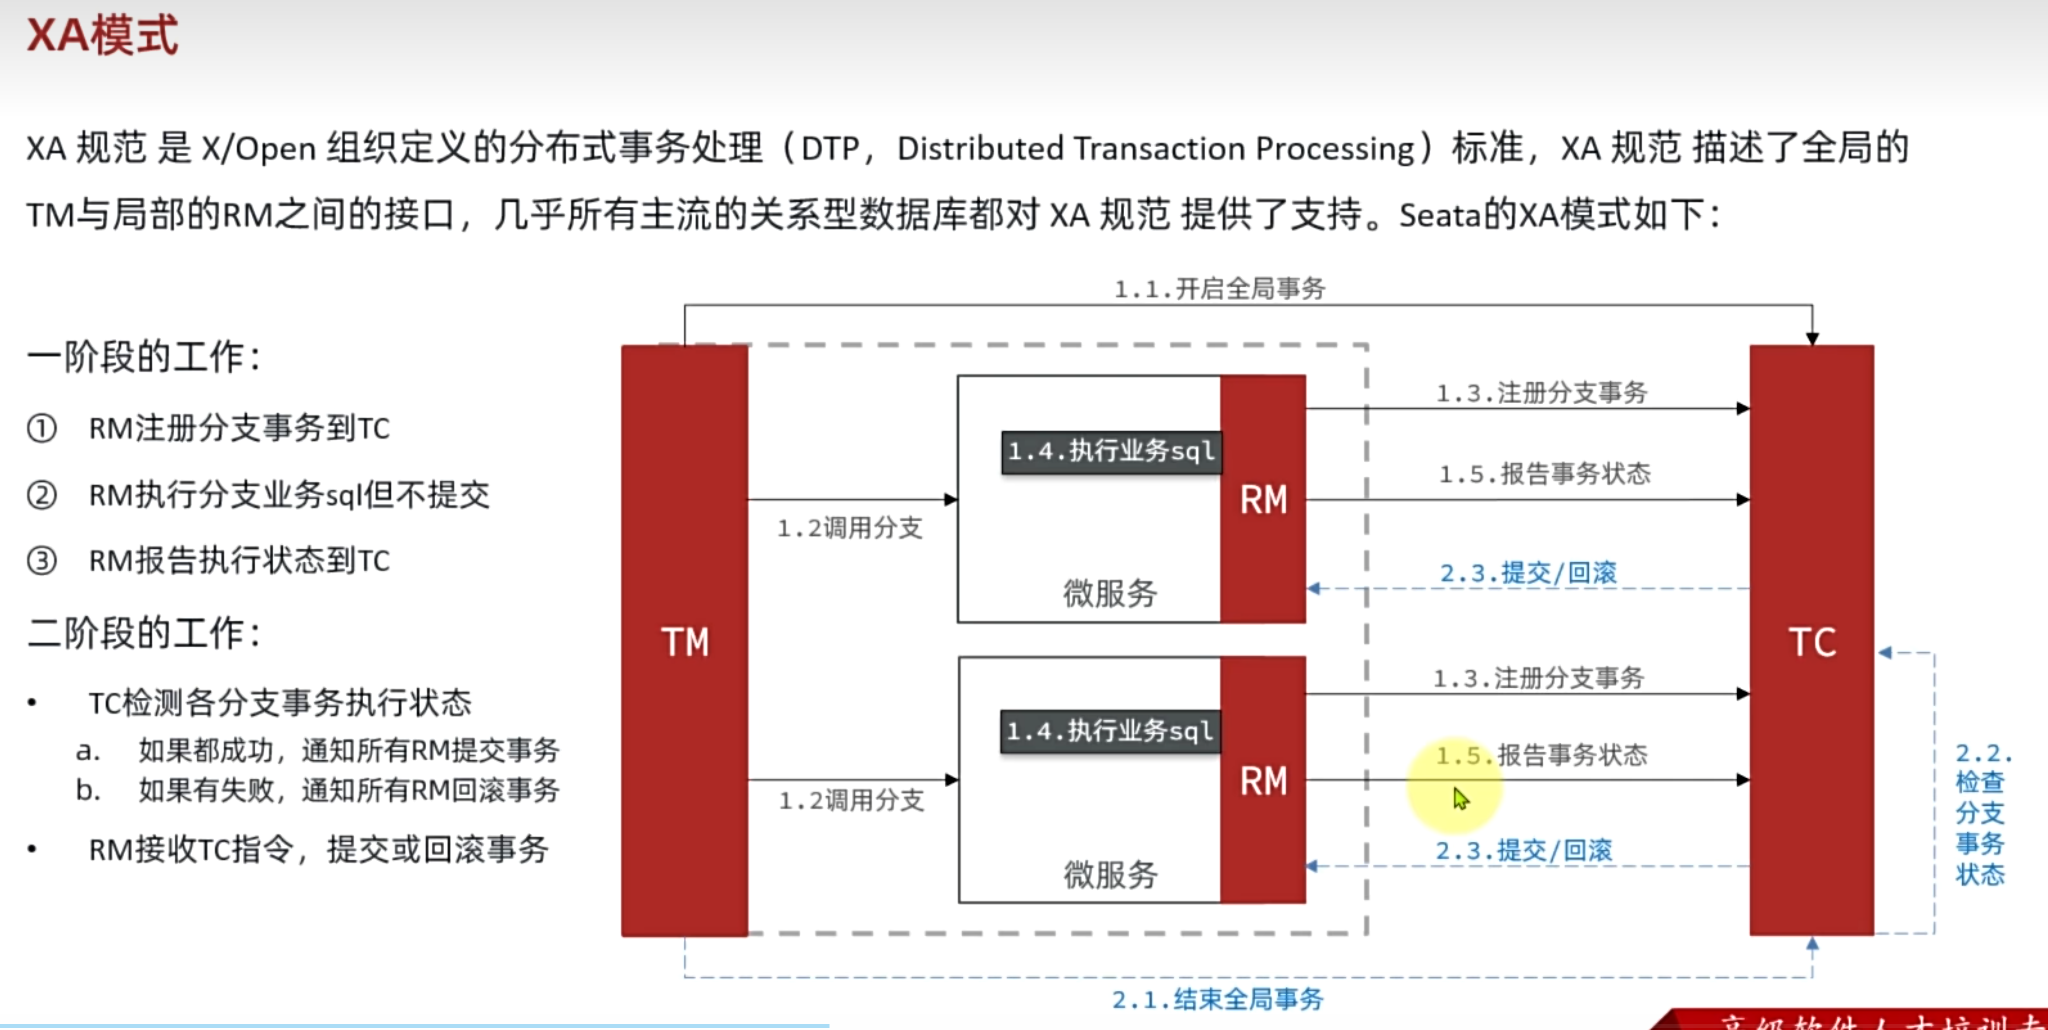 XA模式
XA 规范 是 X/Open 组织定义的分布式事务处理（DTP，Distributed Transaction Processing）标准，XA 规范 描述了全局的
TM与局部的RM之间的接口，几乎所有主流的关系型数据库都对 XA 规范 提供了支持。Seata的XA模式如下：
一阶段的工作：
① RM注册分支事务到TC
② RM执行分支业务sql但不提交
③ RM报告执行状态到TC
二阶段的工作：
• TC检测各分支事务执行状态
a. 如果都成功，通知所有RM提交事务
b. 如果有失败，通知所有RM回滚事务
• RM接收TC指令，提交或回滚事务
1.1.开启全局事务
TM
1.2调用分支
1.4.执行业务sql
微服务
RM
1.3.注册分支事务
1.5.报告事务状态
2.3.提交/回滚
1.2调用分支
1.4.执行业务sql
微服务
RM
1.3.注册分支事务
1.5.报告事务状态
2.3.提交/回滚
TC
2.2.
检查
分支
事务
状态
2.1.结束全局事务
高级软件人才培训专